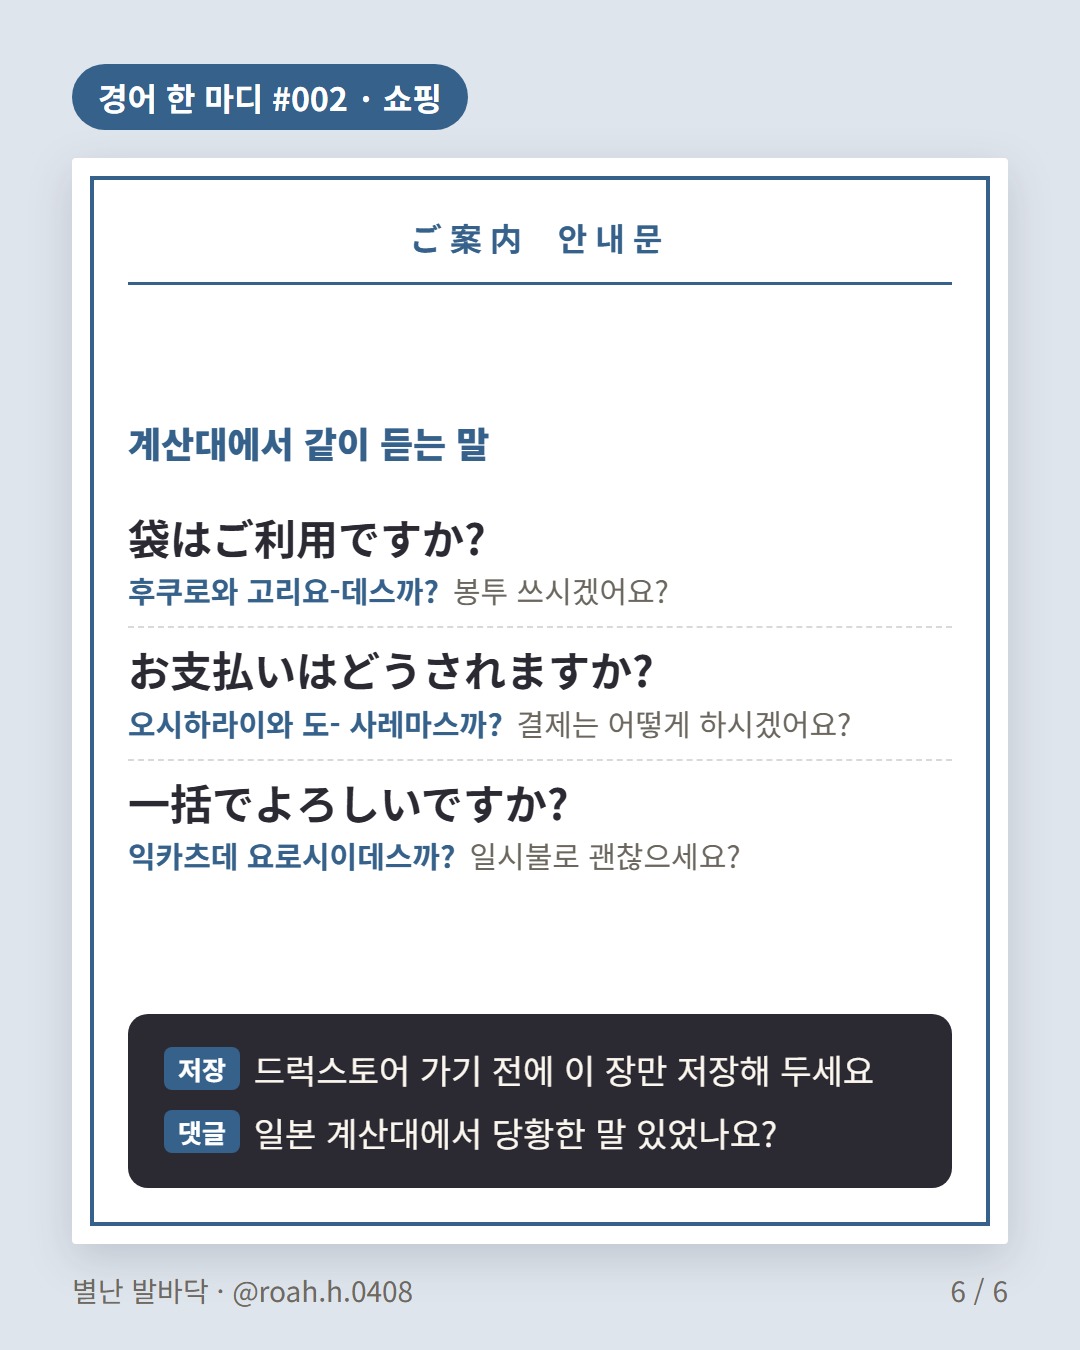 경어 한 마디 #002 · 쇼핑
ご案内 안내문
계산대에서 같이 듣는 말
袋はご利用ですか?
후쿠로와 고리요-데스까? 봉투 쓰시겠어요?
お支払いはどうされますか?
오시하라이와 도- 사레마스까? 결제는 어떻게 하시겠어요?
一括でよろしいですか?
익카츠데 요로시이데스까? 일시불로 괜찮으세요?
저장 드럭스토어 가기 전에 이 장만 저장해 두세요
댓글 일본 계산대에서 당황한 말 있었나요?
별난 발바닥 · @roah.h.0408
6 / 6